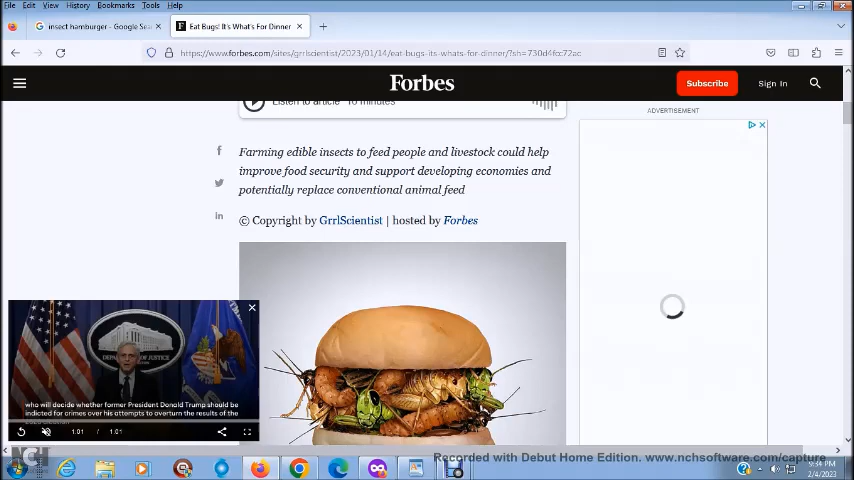 File Edit View History Bookmarks Tools Help
insect hamburger - Google Sea
Eat Bugs! It's What's For Dinner
https://www.forbes.com/sites/grrlscientist/2023/01/14/eat-bugs-its-whats-for-dinner/?sh=730d4fcc72ac
Forbes
Subscribe
Sign In
Listen to article 10 minutes
ADVERTISEMENT
Farming edible insects to feed people and livestock could help
improve food security and support developing economies and
potentially replace conventional animal feed
© Copyright by GrrlScientist | hosted by Forbes
who will decide whether former President Donald Trump should be
indicted for crimes over his attempts to overturn the results of the
1:01 / 1:01
NCH
Recorded with Debut Home Edition. www.nchsoftware.com/capture
9:34 PM
2/4/2023